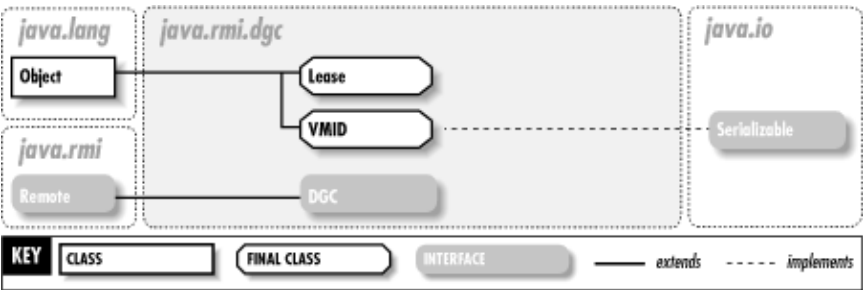 java.lang
java.rmi.dgc
java.io
Object
Lease
VMID
Serializable
java.rmi
Remote
DGC
KEY
CLASS
FINAL CLASS
INTERFACE
extends
implements